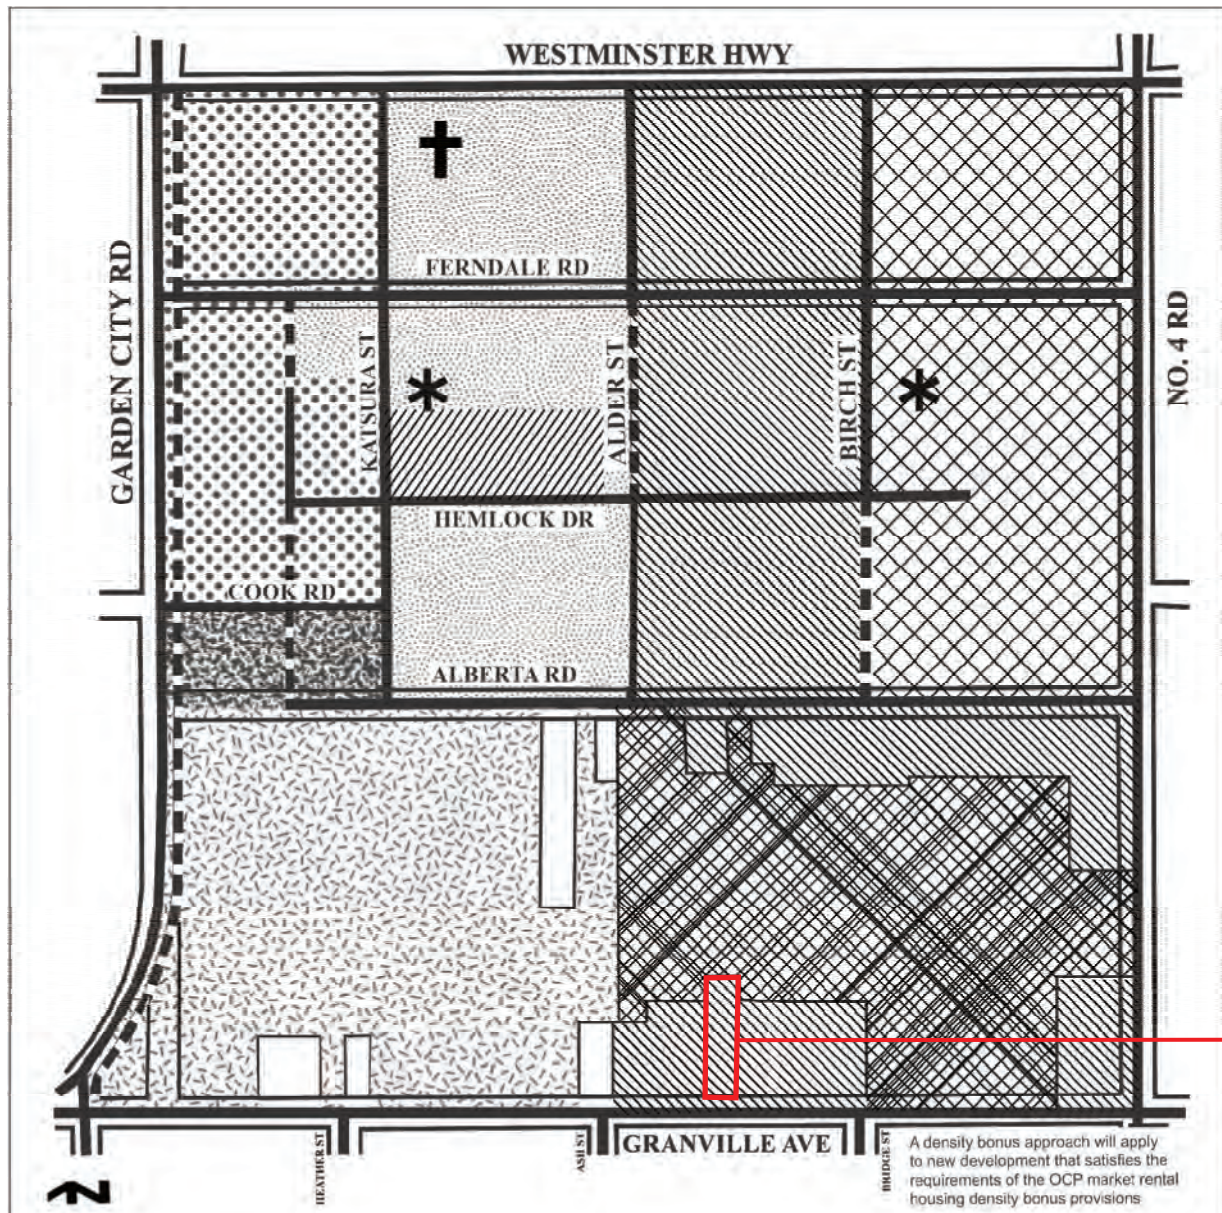 WESTMINSTER HWY
FERNDALE RD
GARDEN CITY RD
KATSURA ST
ALDER ST
BIRCH ST
NO. 4 RD
HEMLOCK DR
COOK RD
ALBERTA RD
GRANVILLE AVE
HEATHER ST
ASH ST
BRIDGE ST
A density bonus approach will apply
to new development that satisfies the
requirements of the OCP market rental
housing density bonus provisions
N